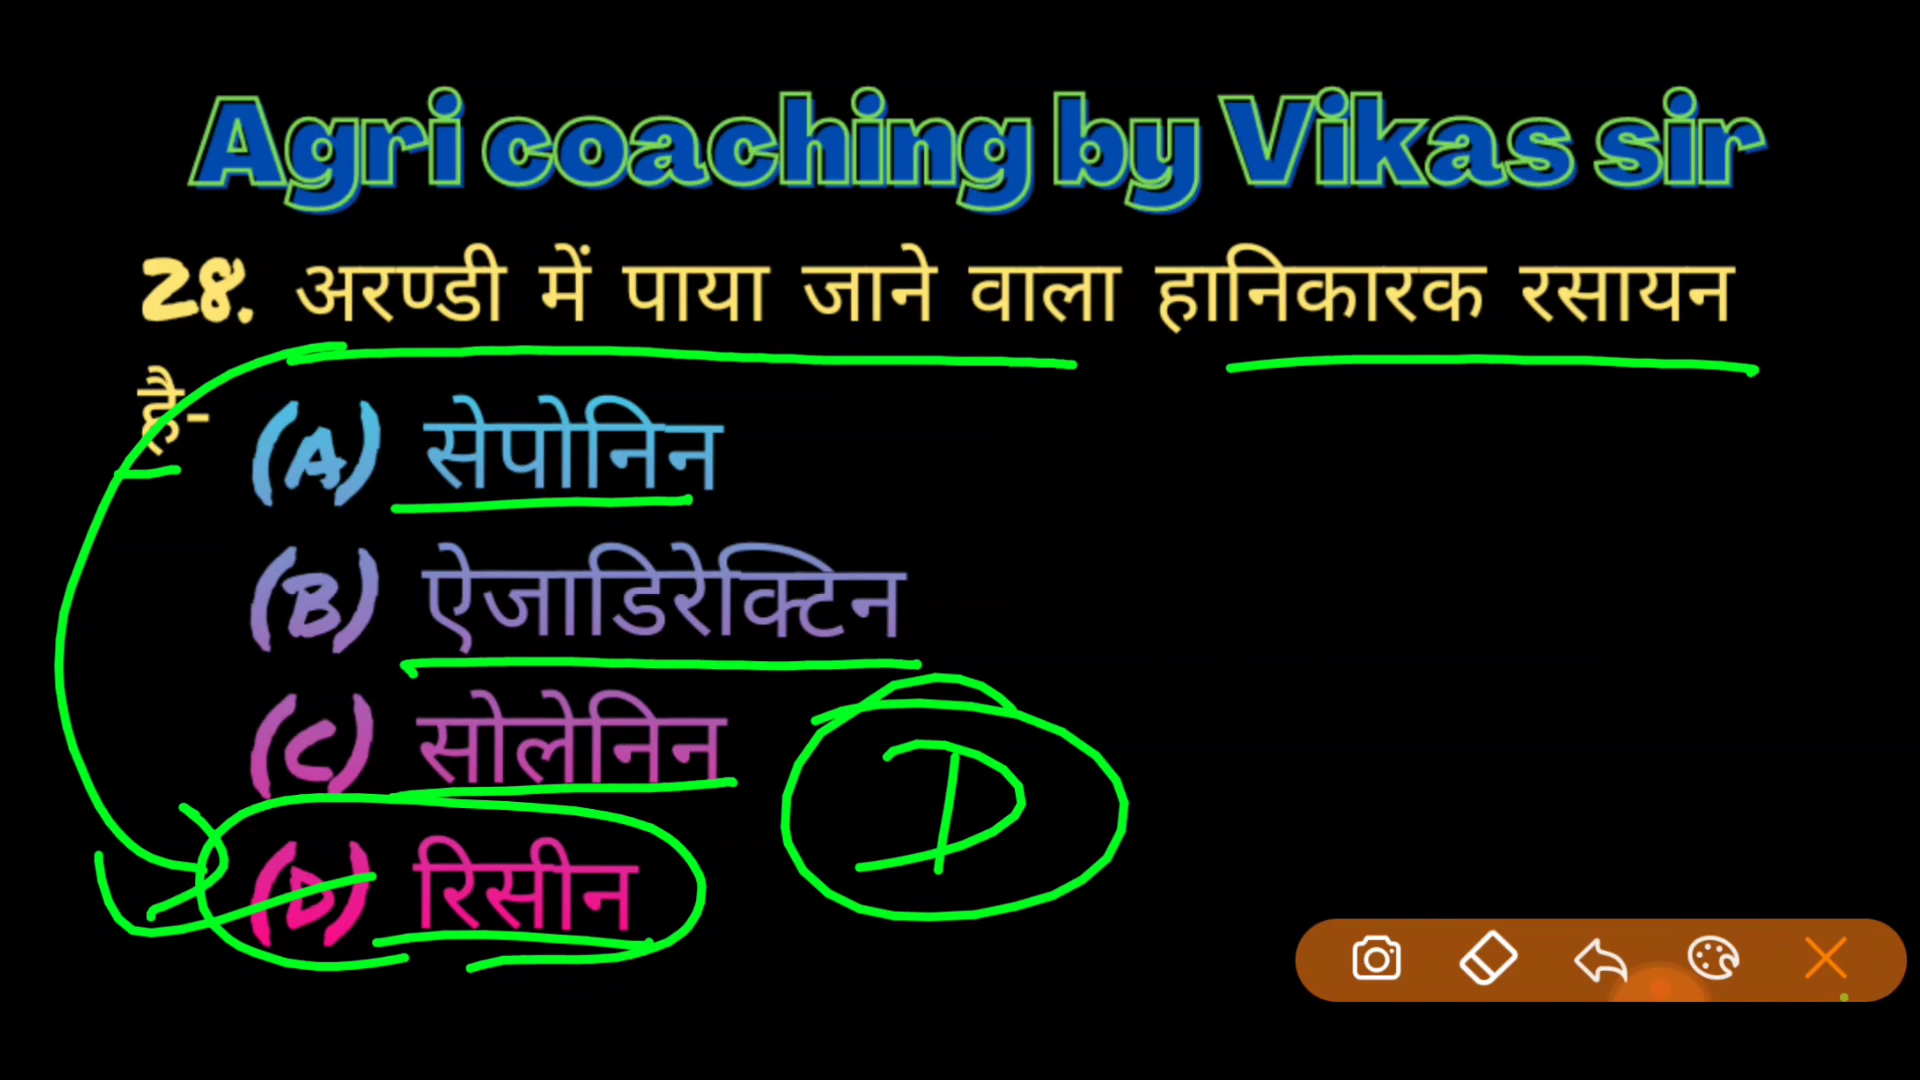 Agri coaching by Vikas sir
28. अरण्डी में पाया जाने वाला हानिकारक रसायन
है-
(A) सेपोनिन
(B) ऐजाडिरेक्टिन
(C) सोलेनिन
D
(D) रिसीन